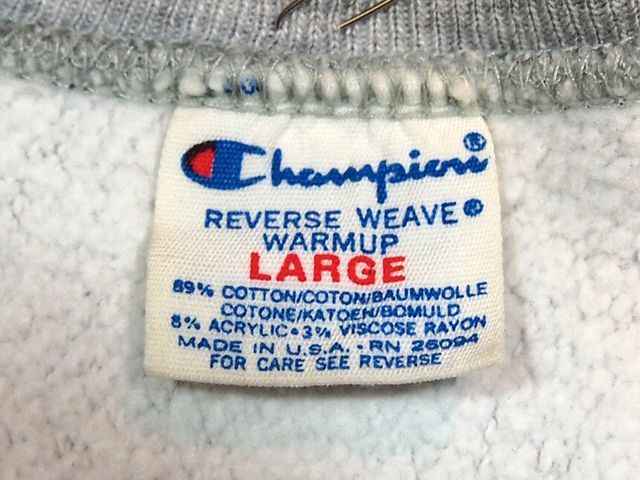 Champion®
REVERSE WEAVE®
WARMUP
LARGE
89% COTTON/COTON/BAUMWOLLE
COTONE/KATOEN/BOMULD
8% ACRYLIC • 3% VISCOSE RAYON
MADE IN U.S.A. - RN 26094
FOR CARE SEE REVERSE